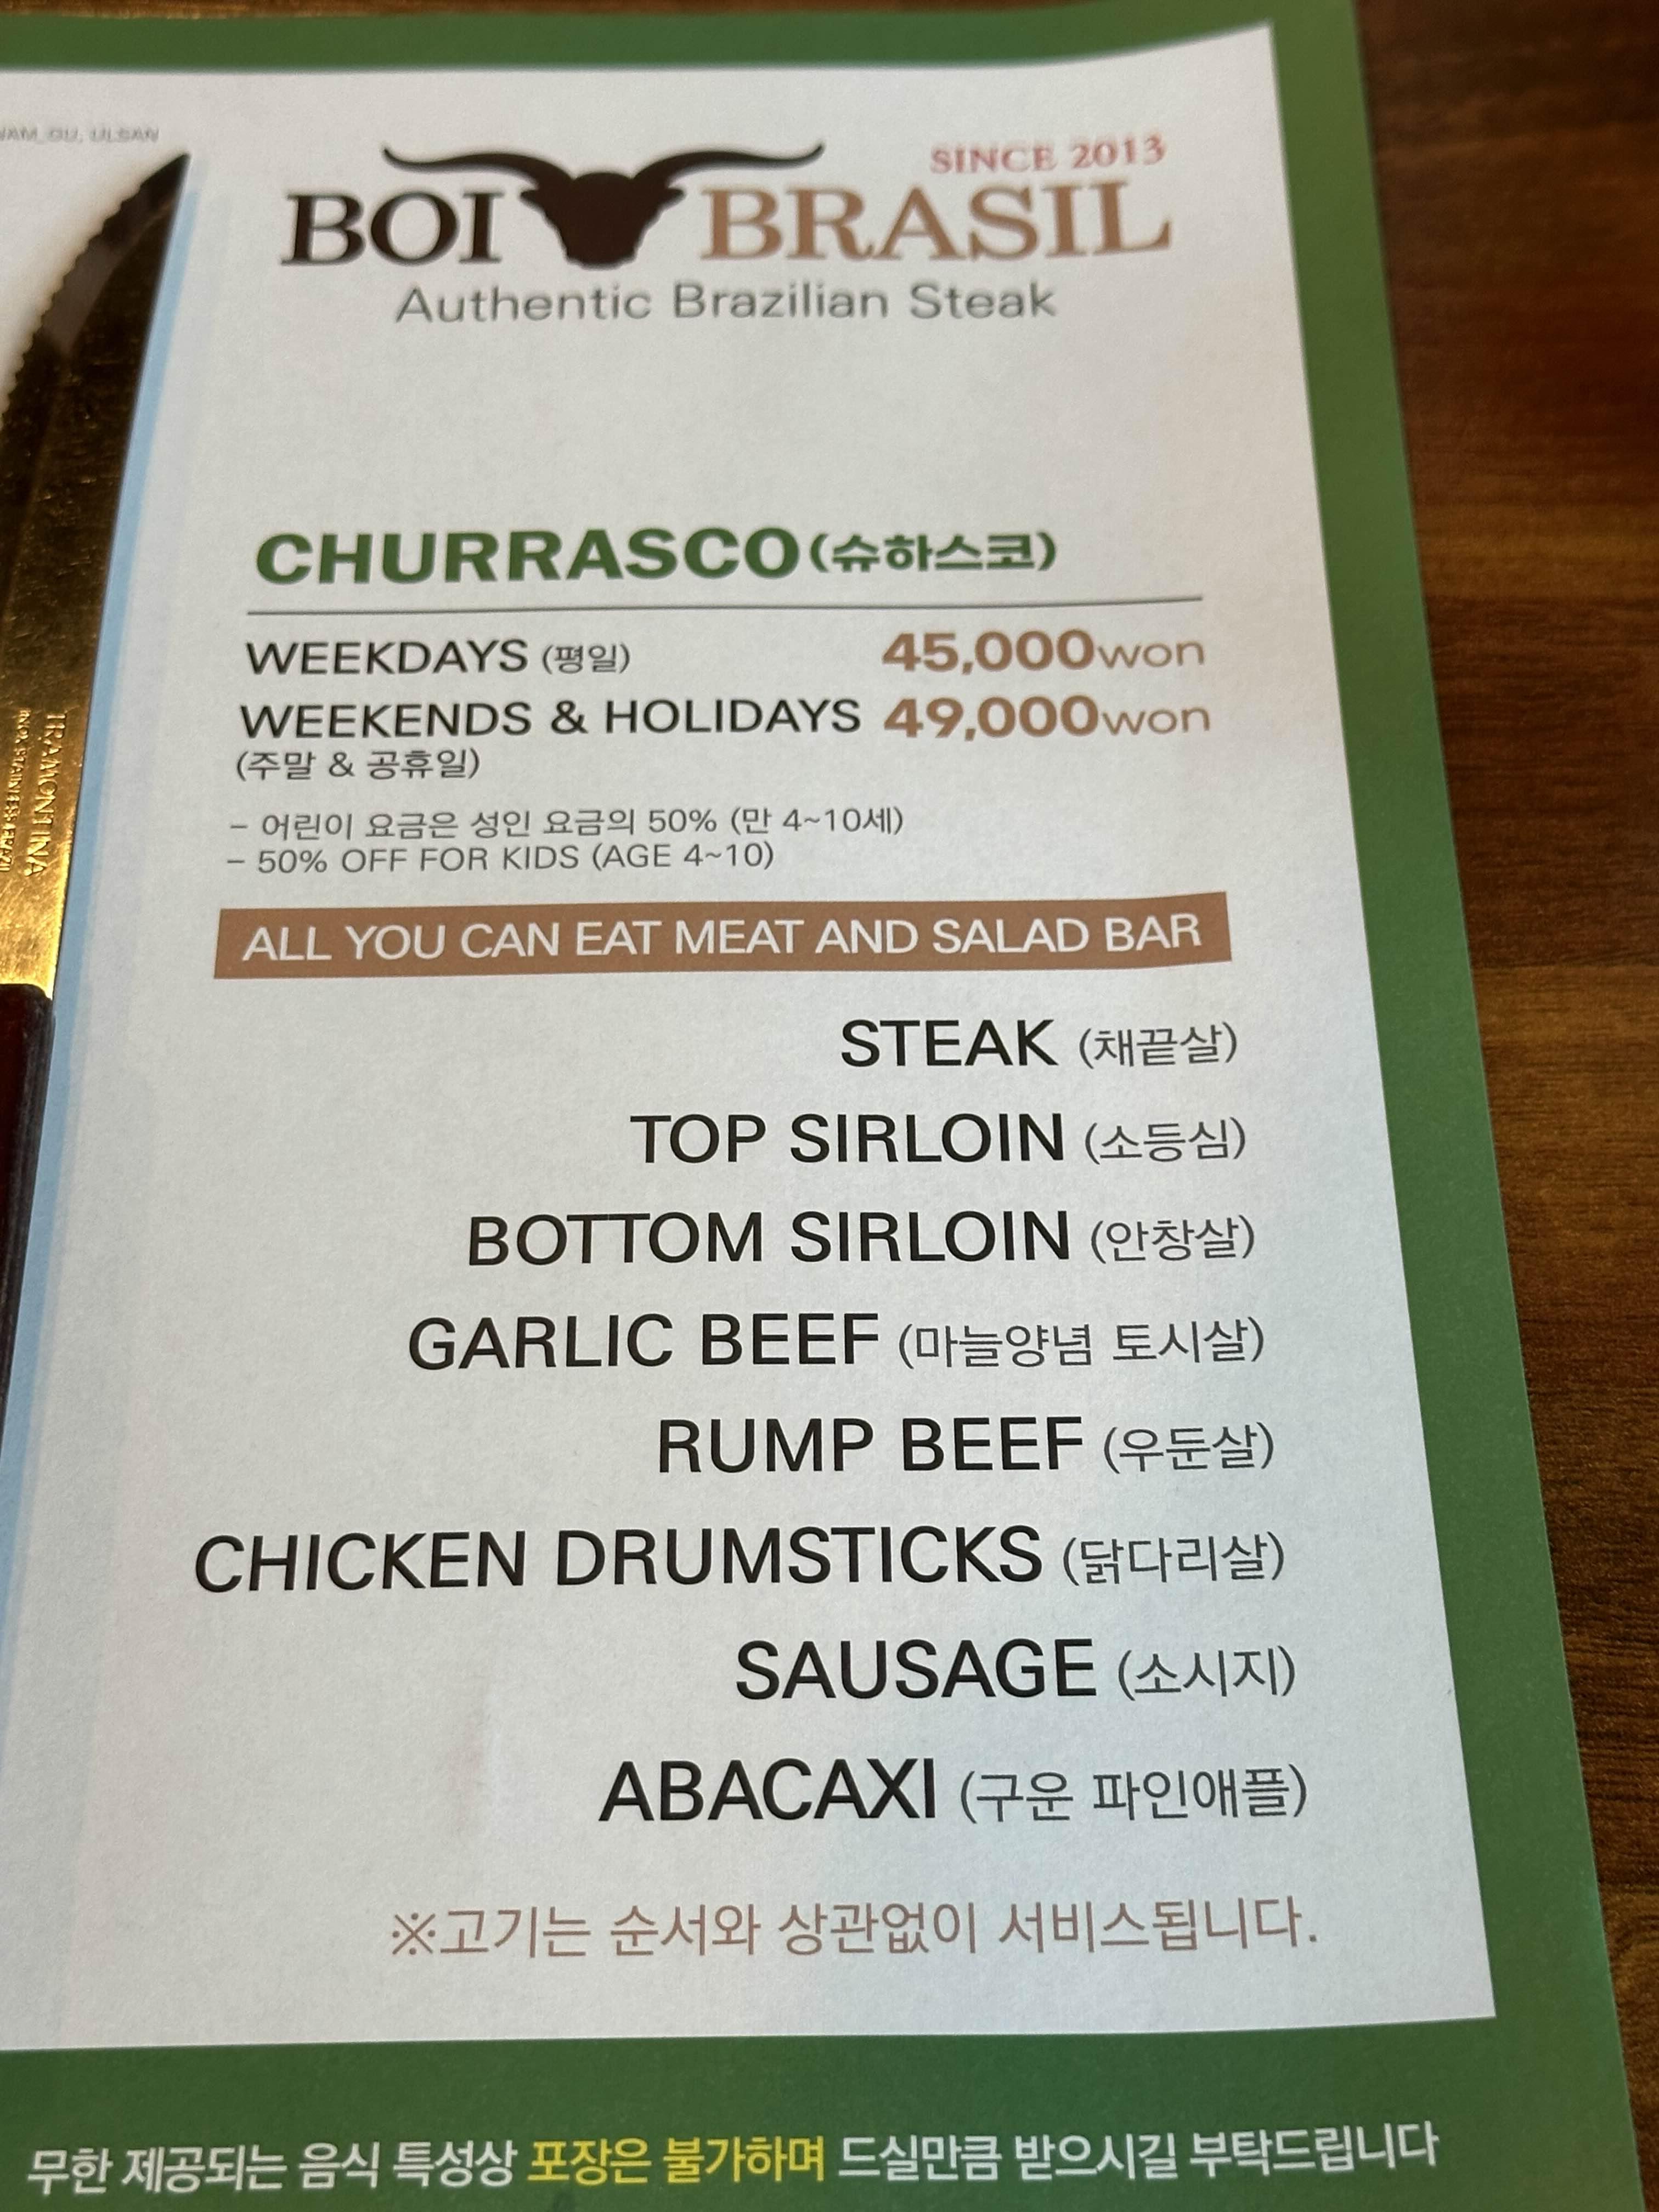 NAM_GU, ULSAN
SINCE 2013
BOI BRASIL
Authentic Brazilian Steak
CHURRASCO(슈하스코)
WEEKDAYS (평일) 45,000won
WEEKENDS & HOLIDAYS 49,000won
(주말 & 공휴일)
- 어린이 요금은 성인 요금의 50% (만 4~10세)
- 50% OFF FOR KIDS (AGE 4~10)
ALL YOU CAN EAT MEAT AND SALAD BAR
STEAK (채끝살)
TOP SIRLOIN (소등심)
BOTTOM SIRLOIN (안창살)
GARLIC BEEF (마늘양념 토시살)
RUMP BEEF (우둔살)
CHICKEN DRUMSTICKS (닭다리살)
SAUSAGE (소시지)
ABACAXI (구운 파인애플)
※고기는 순서와 상관없이 서비스됩니다.
무한 제공되는 음식 특성상 포장은 불가하며 드실만큼 받으시길 부탁드립니다
TRAMONTINA